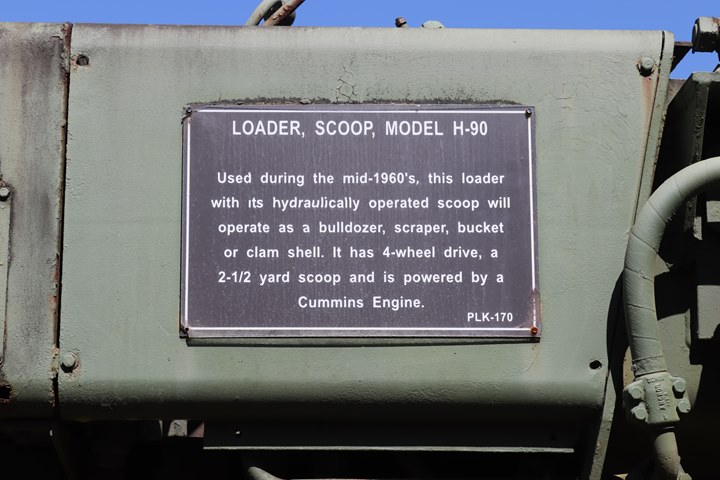 LOADER, SCOOP, MODEL H-90
Used during the mid-1960's, this loader
with its hydraulically operated scoop will
operate as a bulldozer, scraper, bucket
or clam shell. It has 4-wheel drive, a
2-1/2 yard scoop and is powered by a
Cummins Engine.
PLK-170